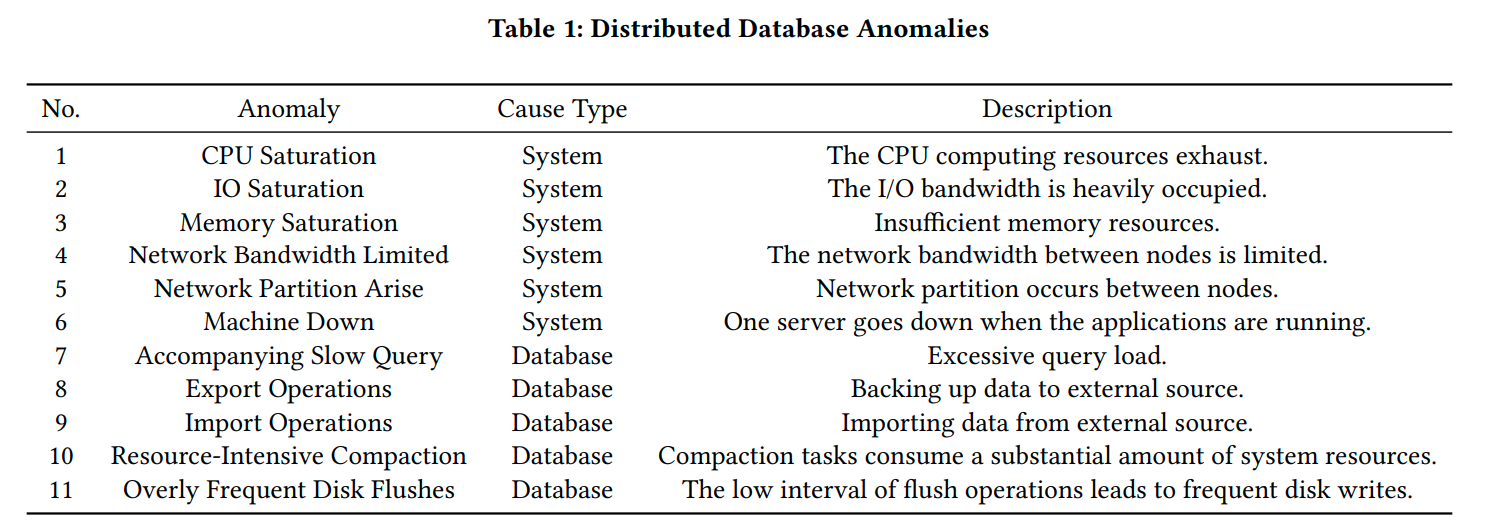 Table 1: Distributed Database Anomalies
No. Anomaly Cause Type Description
1 CPU Saturation System The CPU computing resources exhaust.
2 IO Saturation System The I/O bandwidth is heavily occupied.
3 Memory Saturation System Insufficient memory resources.
4 Network Bandwidth Limited System The network bandwidth between nodes is limited.
5 Network Partition Arise System Network partition occurs between nodes.
6 Machine Down System One server goes down when the applications are running.
7 Accompanying Slow Query Database Excessive query load.
8 Export Operations Database Backing up data to external source.
9 Import Operations Database Importing data from external source.
10 Resource-Intensive Compaction Database Compaction tasks consume a substantial amount of system resources.
11 Overly Frequent Disk Flushes Database The low interval of flush operations leads to frequent disk writes.